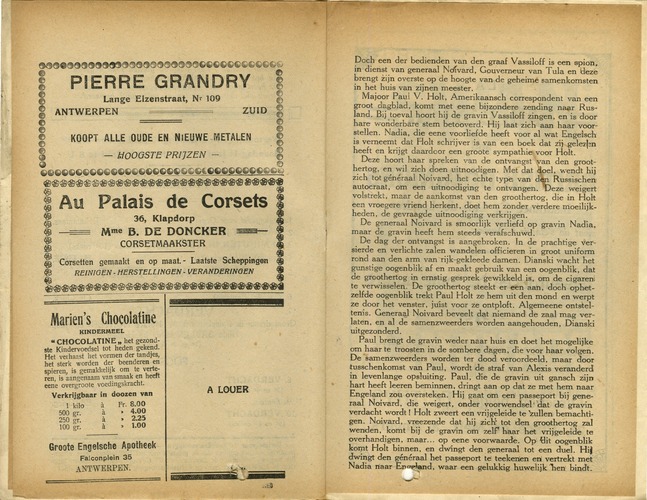 PIERRE GRANDRY
Lange Elzenstraat, Nr 109
ANTWERPEN ZUID
KOOPT ALLE OUDE EN NIEUWE METALEN
— HOOGSTE PRIJZEN —
Au Palais de Corsets
36, Klapdorp
Mme B. DE DONCKER
CORSETMAAKSTER
Corsetten gemaakt en op maat. - Laatste Scheppingen
REINIGEN - HERSTELLINGEN - VERANDERINGEN
Marien's Chocolatine
KINDERMEEL
"CHOCOLATINE„ het gezond-
ste Kindervoedsel tot heden gekend.
Het verhaast het vormen der tandjes,
het sterk worden der beenderen en
spieren, is gemakkelijk om te verte-
ren, is aangenaam van smaak en heeft
eene overgroote voedingskracht.
Verkrijgbaar in doozen van
1 kilo à Fr. 8.00
500 gr. à " 4.00
250 gr. à " 2.25
100 gr. à " 1.00
Groote Engelsche Apotheek
Falconplein 35
ANTWERPEN.
A LOUER
Doch een der bedienden van den graaf Vassiloff is een spion,
in dienst van generaal Noivard, Gouverneur van Tula en deze
brengt zijn overste op de hoogte van de geheime samenkomsten
in het huis van zijnen meester.
Majoor Paul V. Holt, Amerikaansch correspondent van een
groot dagblad, komt met eene bijzondere zending naar Rus-
land. Bij toeval hoort hij de gravin Vassiloff zingen, en is door
hare wonderbare stem betooverd. Hij laat zich aan haar voor-
stellen. Nadia, die eene voorliefde heeft voor al wat Engelsch
is verneemt dat Holt schrijver is van een boek dat zij gelezen
heeft en krijgt daardoor een groote sympathie voor Holt.
Deze hoort haar spreken van de ontvangst van den groot-
hertog, en wil zich doen uitnoodigen. Met dat doel, wendt hij
zich tot général Noivard, het echte type van den Russischen
autocraat, om een uitnoodiging te ontvangen. Deze weigert
volstrekt, maar de aankomst van den groothertog, die in Holt
een vroegere vriend herkent, doet hem zonder verdere moeilijk-
heden, de gevraagde uitnoodiging verkrijgen.
De generaal Noivard is smoorlijk verliefd op gravin Nadia,
maar de gravin heeft hem steeds verafschuwd.
De dag der ontvangst is aangebroken. In de prachtige ver-
sierde en verlichte zalen wandelen officieren in groot uniform
rond aan den arm van rijk-gekleede damen. Dianski wacht het
gunstige oogenblik af en maakt gebruik van een oogenblik, dat
de groothertog in ernstig gesprek gewikkeld is, om de cigaren
te verwisselen. De groothertog steekt er een aan, doch ophet-
zelfde oogenblik trekt Paul Holt ze hem uit den mond en werpt
ze door het venster, juist voor ze ontploft. Algemeene ontstel-
tenis. Generaal Noivard beveelt dat niemand de zaal mag ver-
laten, en al de samenzweerders worden aangehouden, Dianski
uitgezonderd.
Paul brengt de gravin weder naar huis en doet het mogelijke
om haar te troosten in de sombere dagen, die voor haar volgen.
De samenzweerders worden ter dood veroordeeld, maar door
tusschenkomst van Paul, wordt de straf van Alexis veranderd
in levenlange opsluiting. Paul, die de gravin uit gansch zijn
hart heeft leeren beminnen, dringt aan op dat ze met hem naar
Engeland zou oversteken. Hij gaat om een passeport bij gene-
raal Noivard, die weigert, onder voorwendsel dat de gravin
verdacht wordt! Holt zweert een vrijgeleide te zullen bemachti-
gen. Noivard, vreezende dat hij zich tot den groothertog zal
wenden, komt bij de gravin om zelf haar het vrijgeleide te
overhandigen, maar... op eene voorwaarde. Op dit oogenblik
komt Holt binnen, en dwingt den generaal tot een duel. Hij
dwingt den général het passeport te teekenen en vertrekt met
Nadia naar Engeland, waar een gelukkig huwelijk hen bindt.